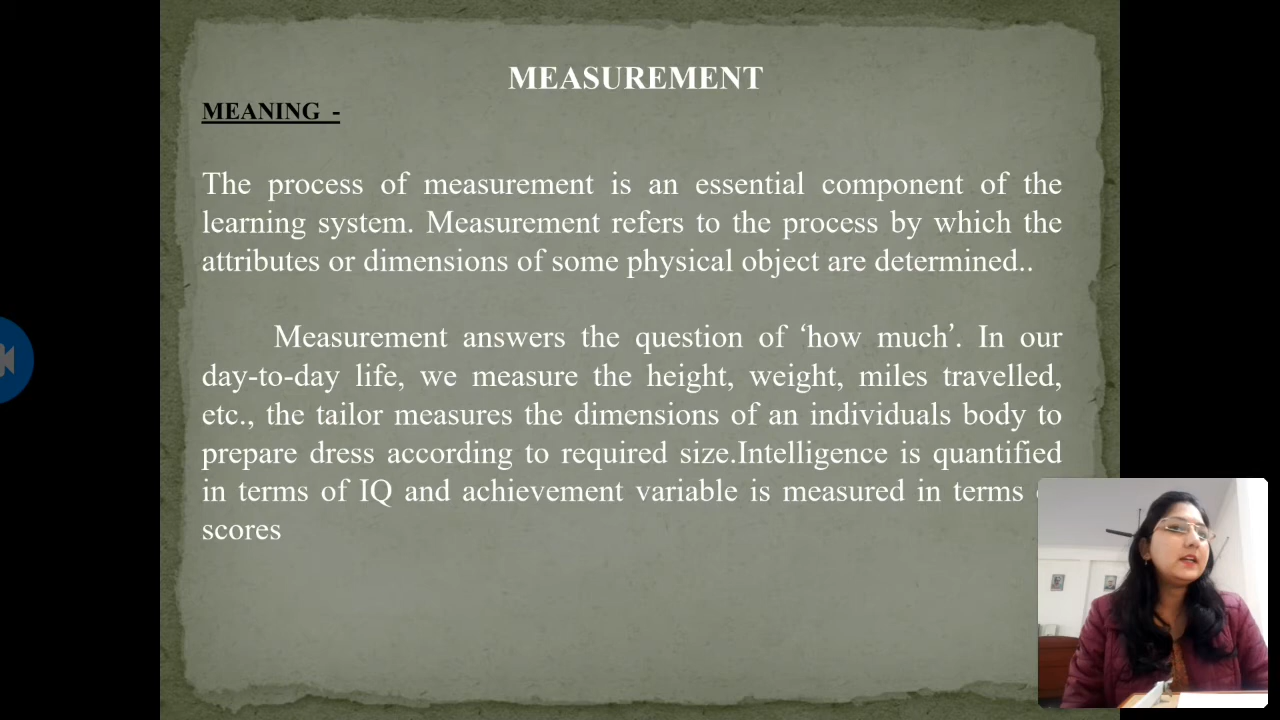 MEASUREMENT
MEANING -
The process of measurement is an essential component of the
learning system. Measurement refers to the process by which the
attributes or dimensions of some physical object are determined..
Measurement answers the question of ‘how much’. In our
day-to-day life, we measure the height, weight, miles travelled,
etc., the tailor measures the dimensions of an individuals body to
prepare dress according to required size.Intelligence is quantified
in terms of IQ and achievement variable is measured in terms
scores